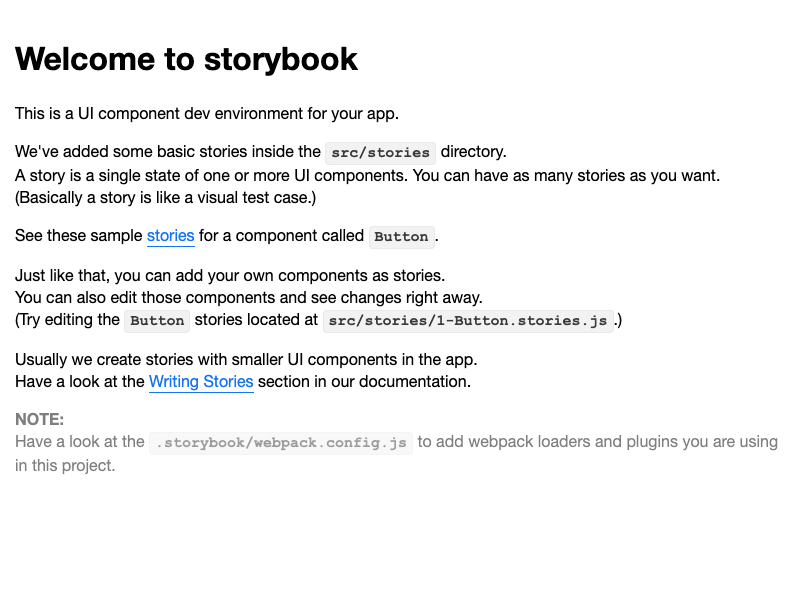 Welcome to storybook
This is a UI component dev environment for your app.
We've added some basic stories inside the src/stories directory.
A story is a single state of one or more UI components. You can have as many stories as you want.
(Basically a story is like a visual test case.)
See these sample stories for a component called Button.
Just like that, you can add your own components as stories.
You can also edit those components and see changes right away.
(Try editing the Button stories located at src/stories/1-Button.stories.js.)
Usually we create stories with smaller UI components in the app.
Have a look at the Writing Stories section in our documentation.
NOTE:
Have a look at the .storybook/webpack.config.js to add webpack loaders and plugins you are using
in this project.